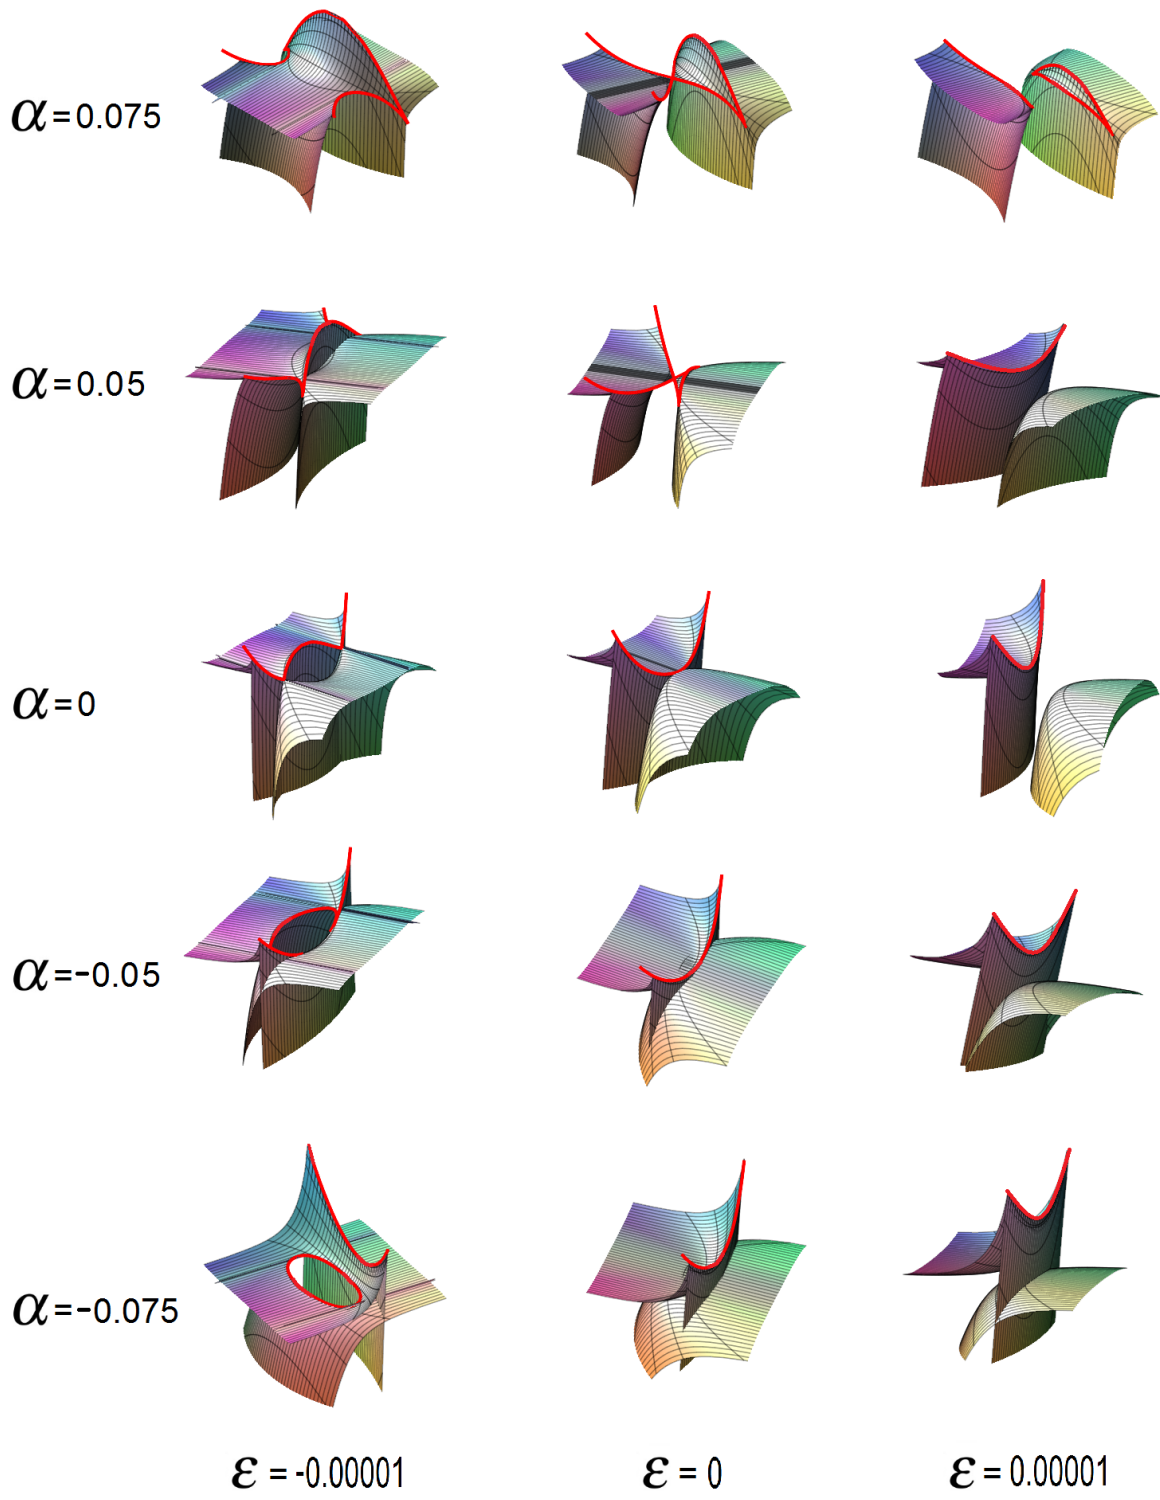 α = 0.075
α = 0.05
α = 0
α = -0.05
α = -0.075
ε = -0.00001 ε = 0 ε = 0.00001